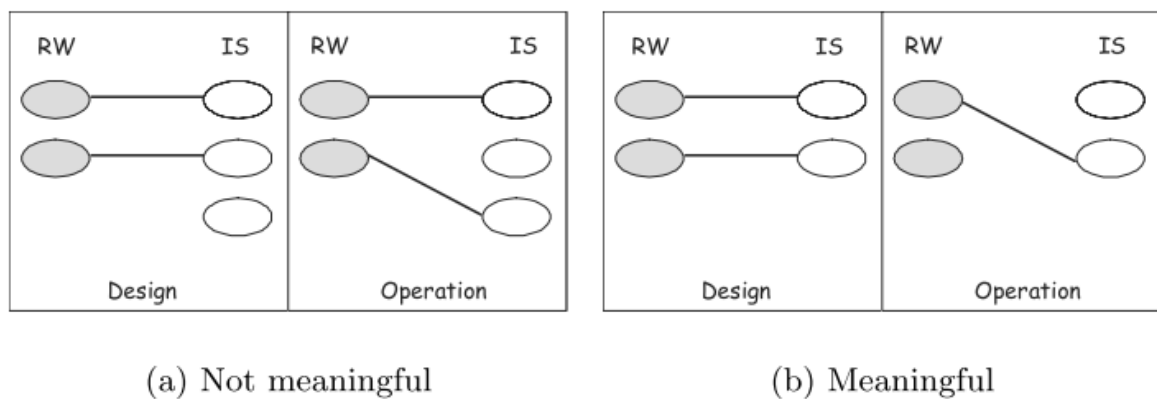 RW IS RW IS
Design Operation
RW IS RW IS
Design Operation
(a) Not meaningful
(b) Meaningful